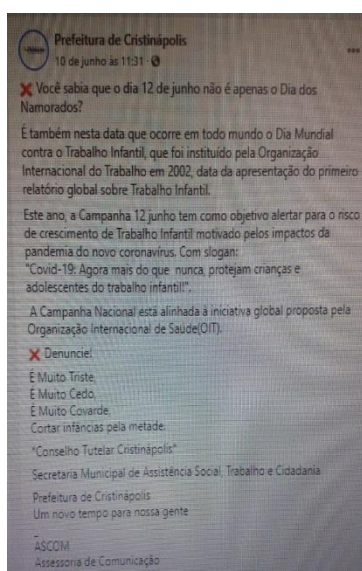 Prefeitura de Cristinápolis
10 de junho às 11:31
❌ Você sabia que o dia 12 de junho não é apenas o Dia dos
Namorados?
É também nesta data que ocorre em todo mundo o Dia Mundial
contra o Trabalho Infantil, que foi instituído pela Organização
Internacional do Trabalho em 2002, data da apresentação do primeiro
relatório global sobre Trabalho Infantil.
Este ano, a Campanha 12 junho tem como objetivo alertar para o risco
de crescimento de Trabalho Infantil motivado pelos impactos da
pandemia do novo coronavírus. Com slogan:
"Covid-19: Agora mais do que nunca, protejam crianças e
adolescentes do trabalho infantil!".
A Campanha Nacional está alinhada à iniciativa global proposta pela
Organização Internacional de Saúde(OIT).
❌ Denuncie!
É Muito Triste,
É Muito Cedo,
É Muito Covarde,
Cortar infâncias pela metade.
"Conselho Tutelar Cristinápolis"
Secretaria Municipal de Assistência Social, Trabalho e Cidadania
Prefeitura de Cristinápolis
Um novo tempo para nossa gente
_
ASCOM
Assessoria de Comunicação